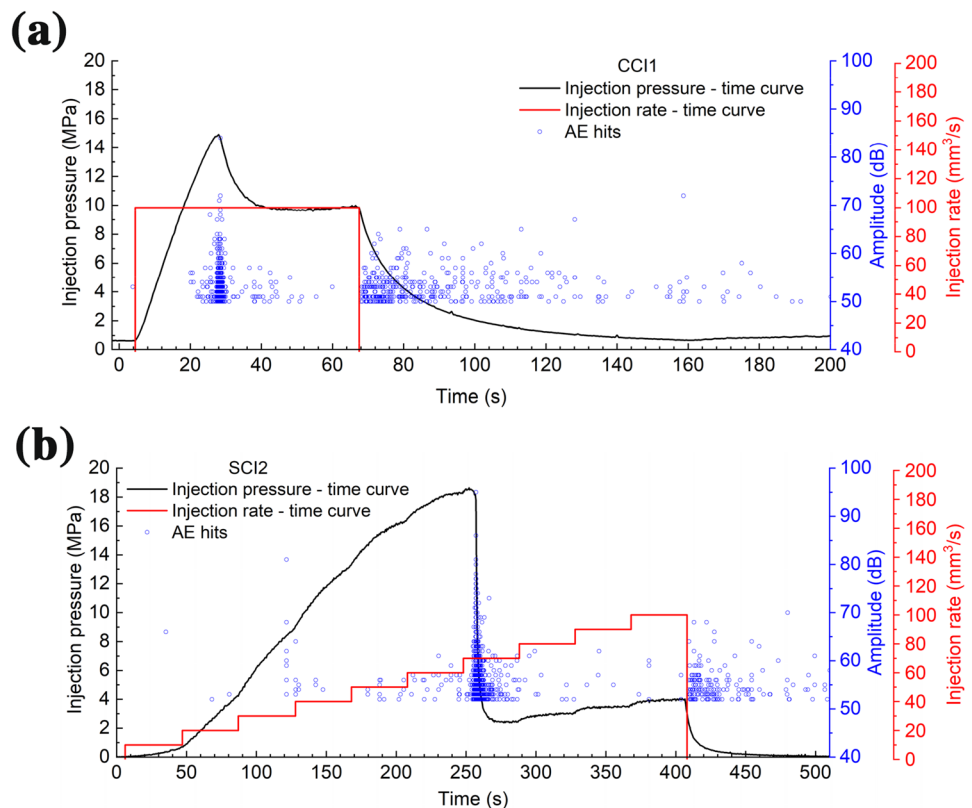 (a)
CCI1
Injection pressure - time curve
Injection rate - time curve
AE hits
Injection pressure (MPa)
0 2 4 6 8 10 12 14 16 18 20
Time (s)
0 20 40 60 80 100 120 140 160 180 200
Amplitude (dB)
40 50 60 70 80 90 100
Injection rate (mm³/s)
0 20 40 60 80 100 120 140 160 180 200
(b)
SCI2
Injection pressure - time curve
Injection rate - time curve
AE hits
Injection pressure (MPa)
0 2 4 6 8 10 12 14 16 18 20
Time (s)
0 50 100 150 200 250 300 350 400 450 500
Amplitude (dB)
40 50 60 70 80 90 100
Injection rate (mm³/s)
0 20 40 60 80 100 120 140 160 180 200